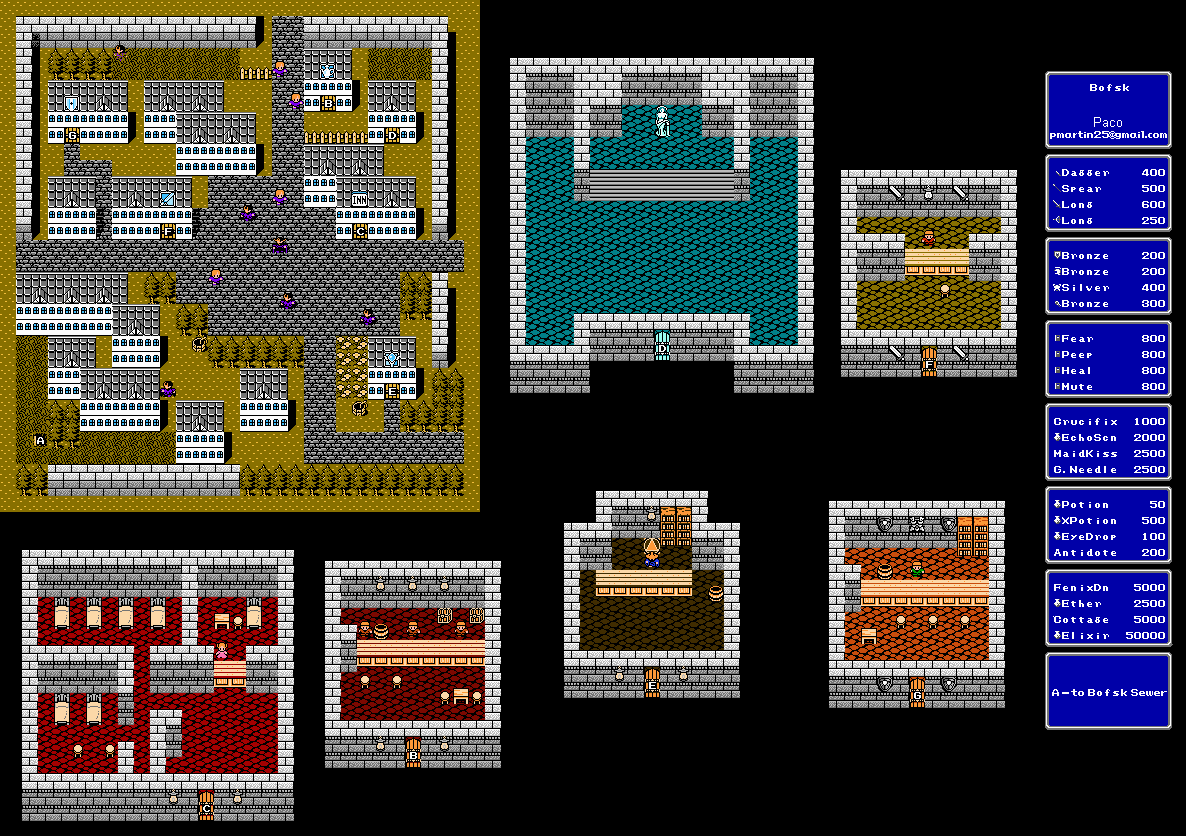 B
G
D
INN
F
C
E
A
D
F
E
G
B
C
Bofsk
Paco
pmartin25@gmail.com
Dagger 400
Spear 500
Long 600
Long 250
Bronze 200
Bronze 200
Silver 400
Bronze 300
Fear 800
Peep 800
Heal 800
Mute 800
Crucifix 1000
EchoScn 2000
MaidKiss 2500
G.Needle 2500
Potion 50
XPotion 500
EyeDrop 100
Antidote 200
FenixDn 5000
Ether 2500
Cottage 5000
Elixir 50000
A-to Bofsk Sewer